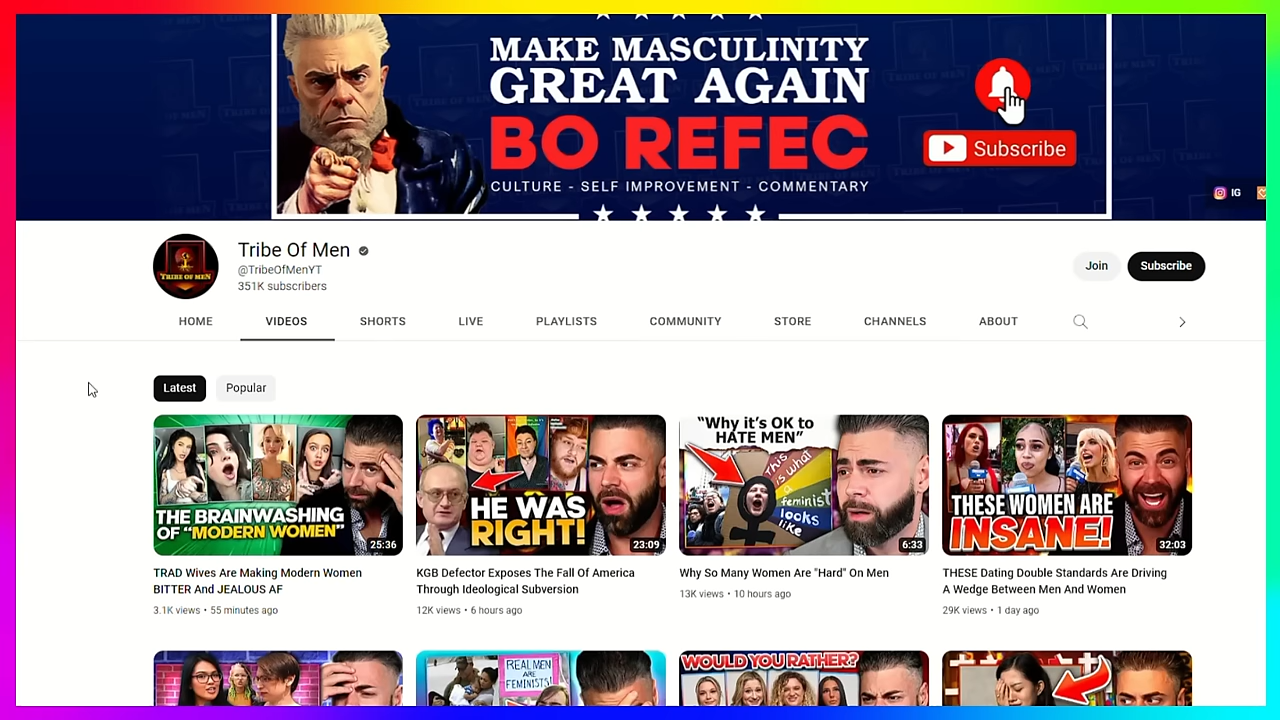 MAKE MASCULINITY
GREAT AGAIN
BO REFEC
CULTURE - SELF IMPROVEMENT - COMMENTARY
Subscribe
IG
TRIBE OF MEN
Tribe Of Men
@TribeOfMenYT
351K subscribers
Join
Subscribe
HOME
VIDEOS
SHORTS
LIVE
PLAYLISTS
COMMUNITY
STORE
CHANNELS
ABOUT
Latest
Popular
THE BRAINWASHING
OF "MODERN WOMEN"
25:36
HE WAS
RIGHT!
23:09
"Why it's OK to
HATE MEN"
This is what
a
feminist
looks
like
6:33
THESE WOMEN ARE
INSANE!
32:03
TRAD Wives Are Making Modern Women
BITTER And JEALOUS AF
3.1K views • 55 minutes ago
KGB Defector Exposes The Fall Of America
Through Ideological Subversion
12K views • 6 hours ago
Why So Many Women Are "Hard" On Men
13K views • 10 hours ago
THESE Dating Double Standards Are Driving
A Wedge Between Men And Women
29K views • 1 day ago
REAL MEN
ARE
FEMINISTS!
WOULD YOU RATHER?